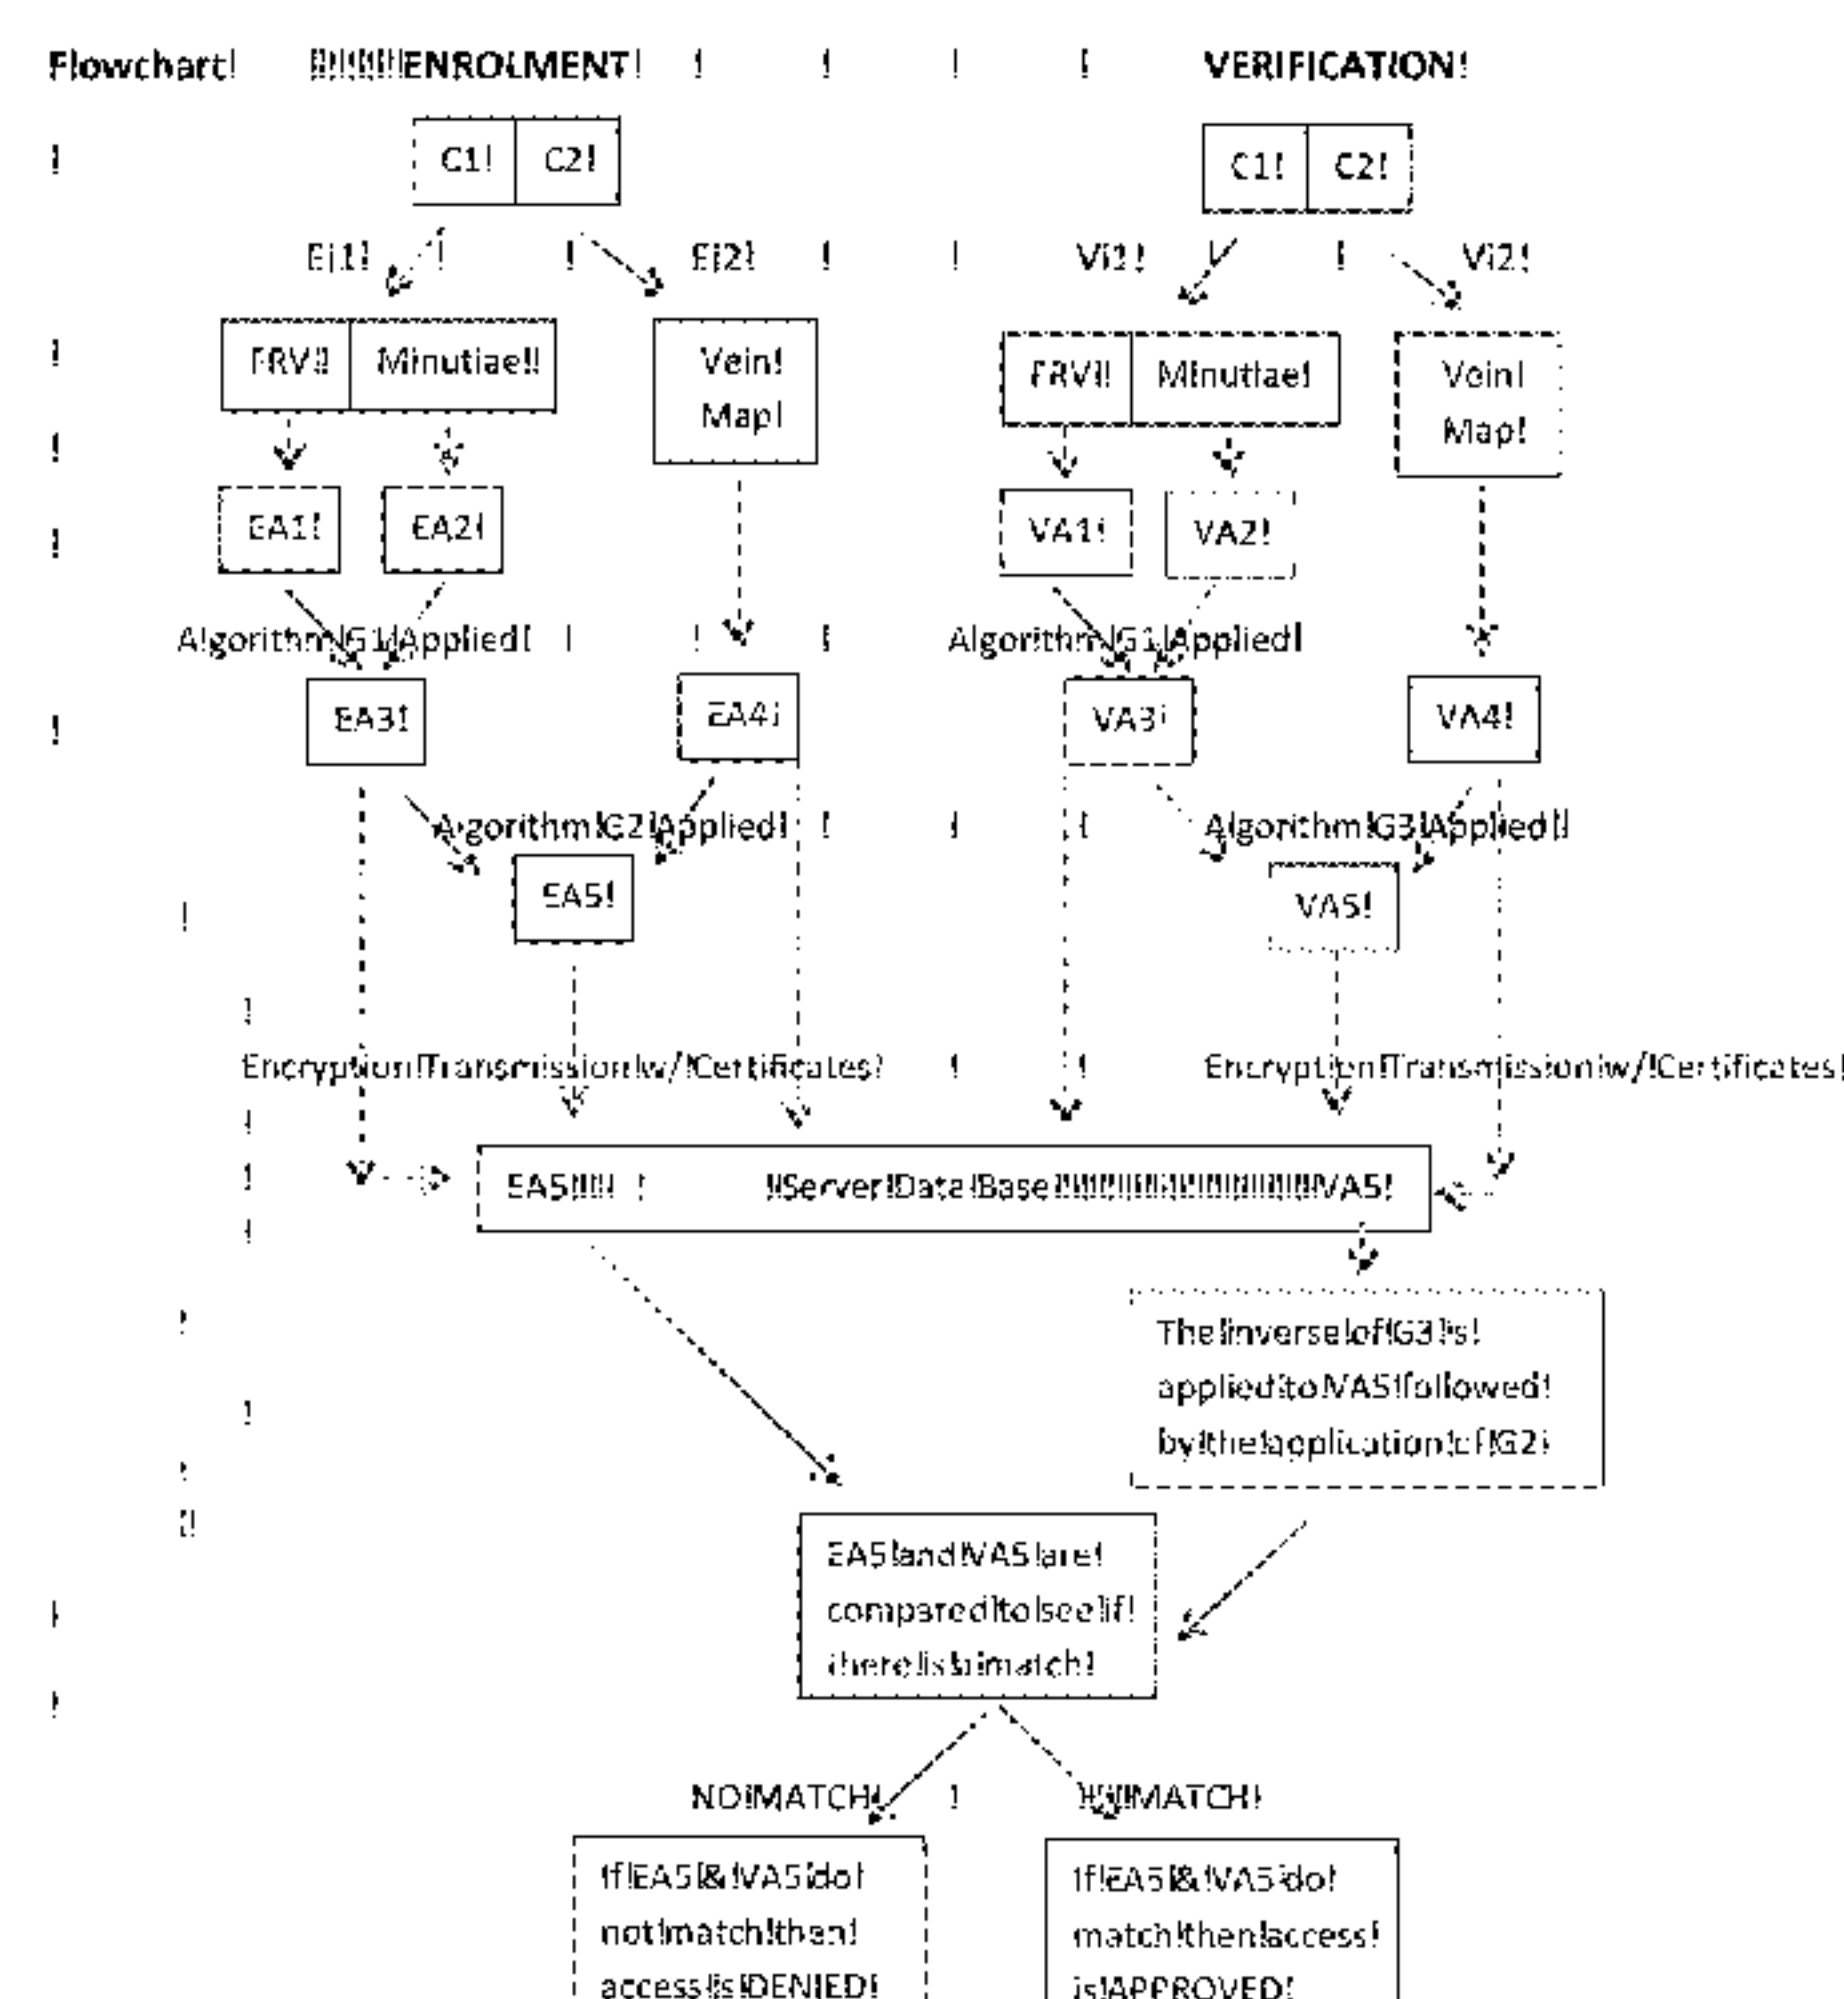 Flowchart! !!!!!!!!!ENROLMENT! ! ! ! ! VERIFICATION!
! C1! C2! C1! C2!
Ei1! ! ! Ei2! ! ! Vi1! ! ! Vi2!
! FRV!! Minutiae!! Vein! FRV!! Minutiae! Vein!
Map! Map!
! EA1! EA2! VA1! VA2!
Algorithm!G1!Applied! ! ! ! Algorithm!G1!Applied!
! EA3! EA4! VA3! VA4!
Algorithm!G2!Applied! ! ! ! Algorithm!G3!Applied!!
! EA5! VA5!
!
Encryption!Transmission!w/!Certificates! ! ! Encryption!Transmission!w/!Certificates!
!
! EA5!!!!! ! !!Server!Data!Base!!!!!!!!!!!!!!!!!!!!!!!!!!VA5!
!
! The!inverse!of!G3!is!
applied!to!VA5!followed!
! by!the!application!of!G2!
!
!! EA5!and!VA5!are!
! compared!to!see!if!
there!is!a!match!
!
NO!MATCH! ! !!!!!MATCH!
If!EA5!&!VA5!do!
not!match!then!
access!is!DENIED!
If!EA5!&!VA5!do!
match!then!access!
is!APPROVED!